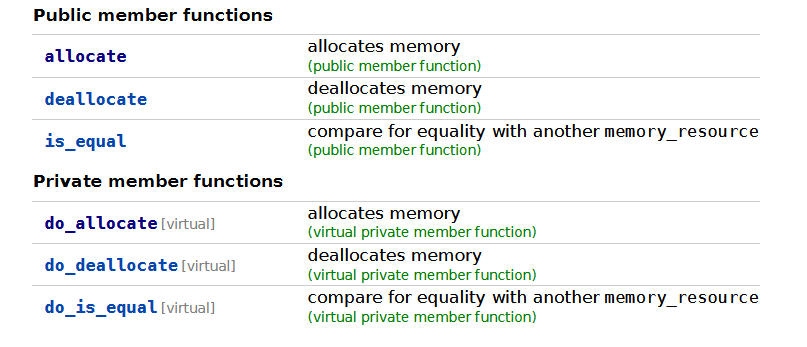 Public member functions
allocate allocates memory
(public member function)
deallocate deallocates memory
(public member function)
is_equal compare for equality with another memory_resource
(public member function)
Private member functions
do_allocate [virtual] allocates memory
(virtual private member function)
do_deallocate [virtual] deallocates memory
(virtual private member function)
do_is_equal [virtual] compare for equality with another memory_resource
(virtual private member function)